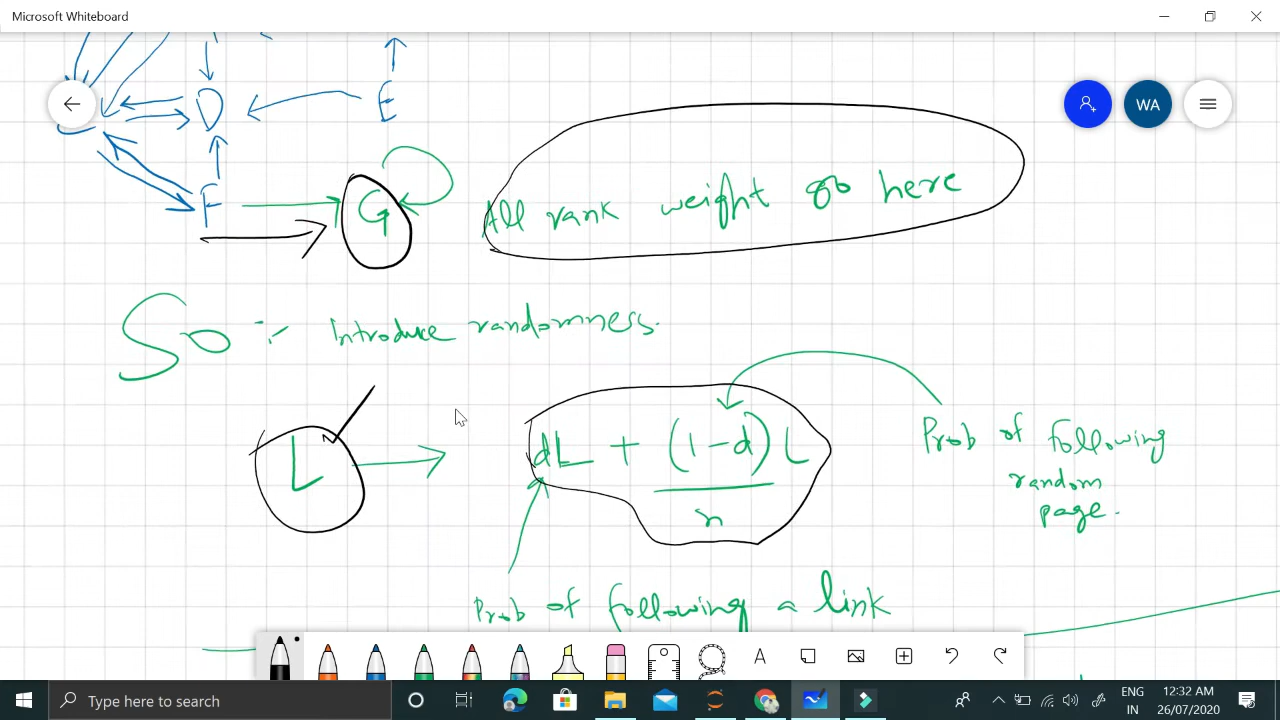 Microsoft Whiteboard
D
E
WA
F
G
All rank weight go here
So :- Introduce randomness.
L
dL + (1-d) L
n
Prob of following
random
page.
Prob of following a link
A
Type here to search
ENG
IN
12:32 AM
26/07/2020